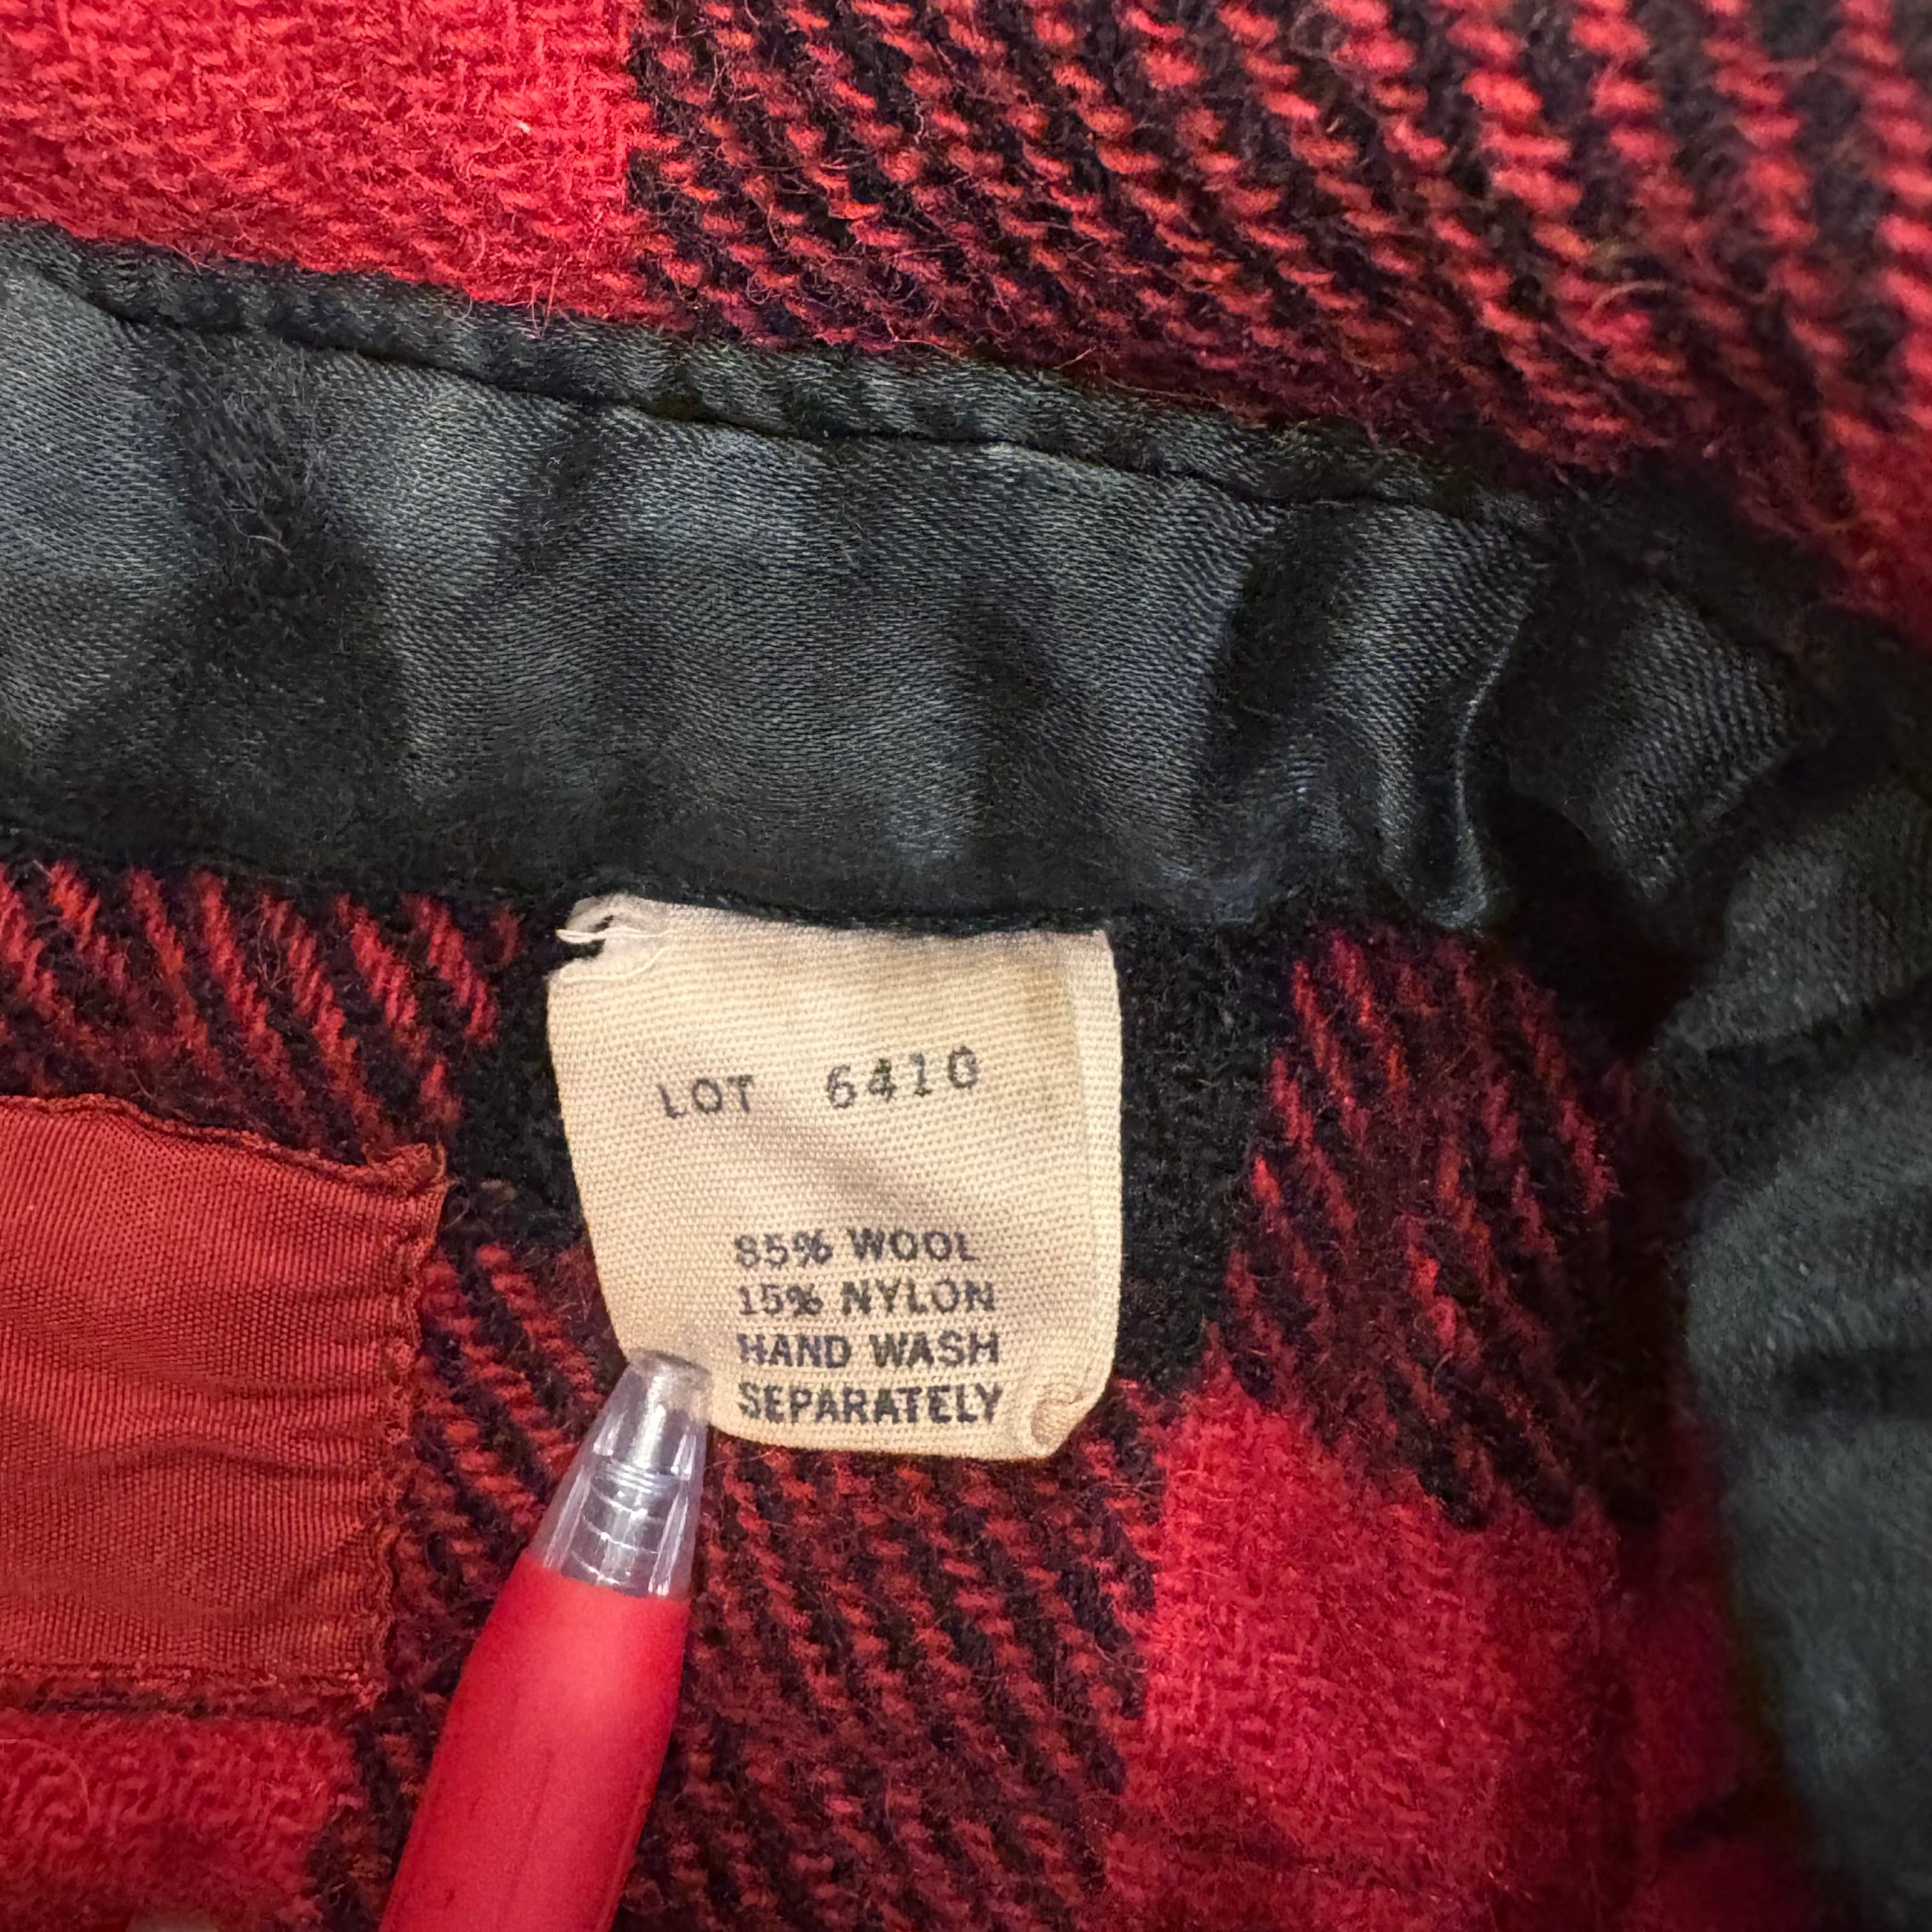 LOT 6410
85% WOOL
15% NYLON
HAND WASH
SEPARATELY